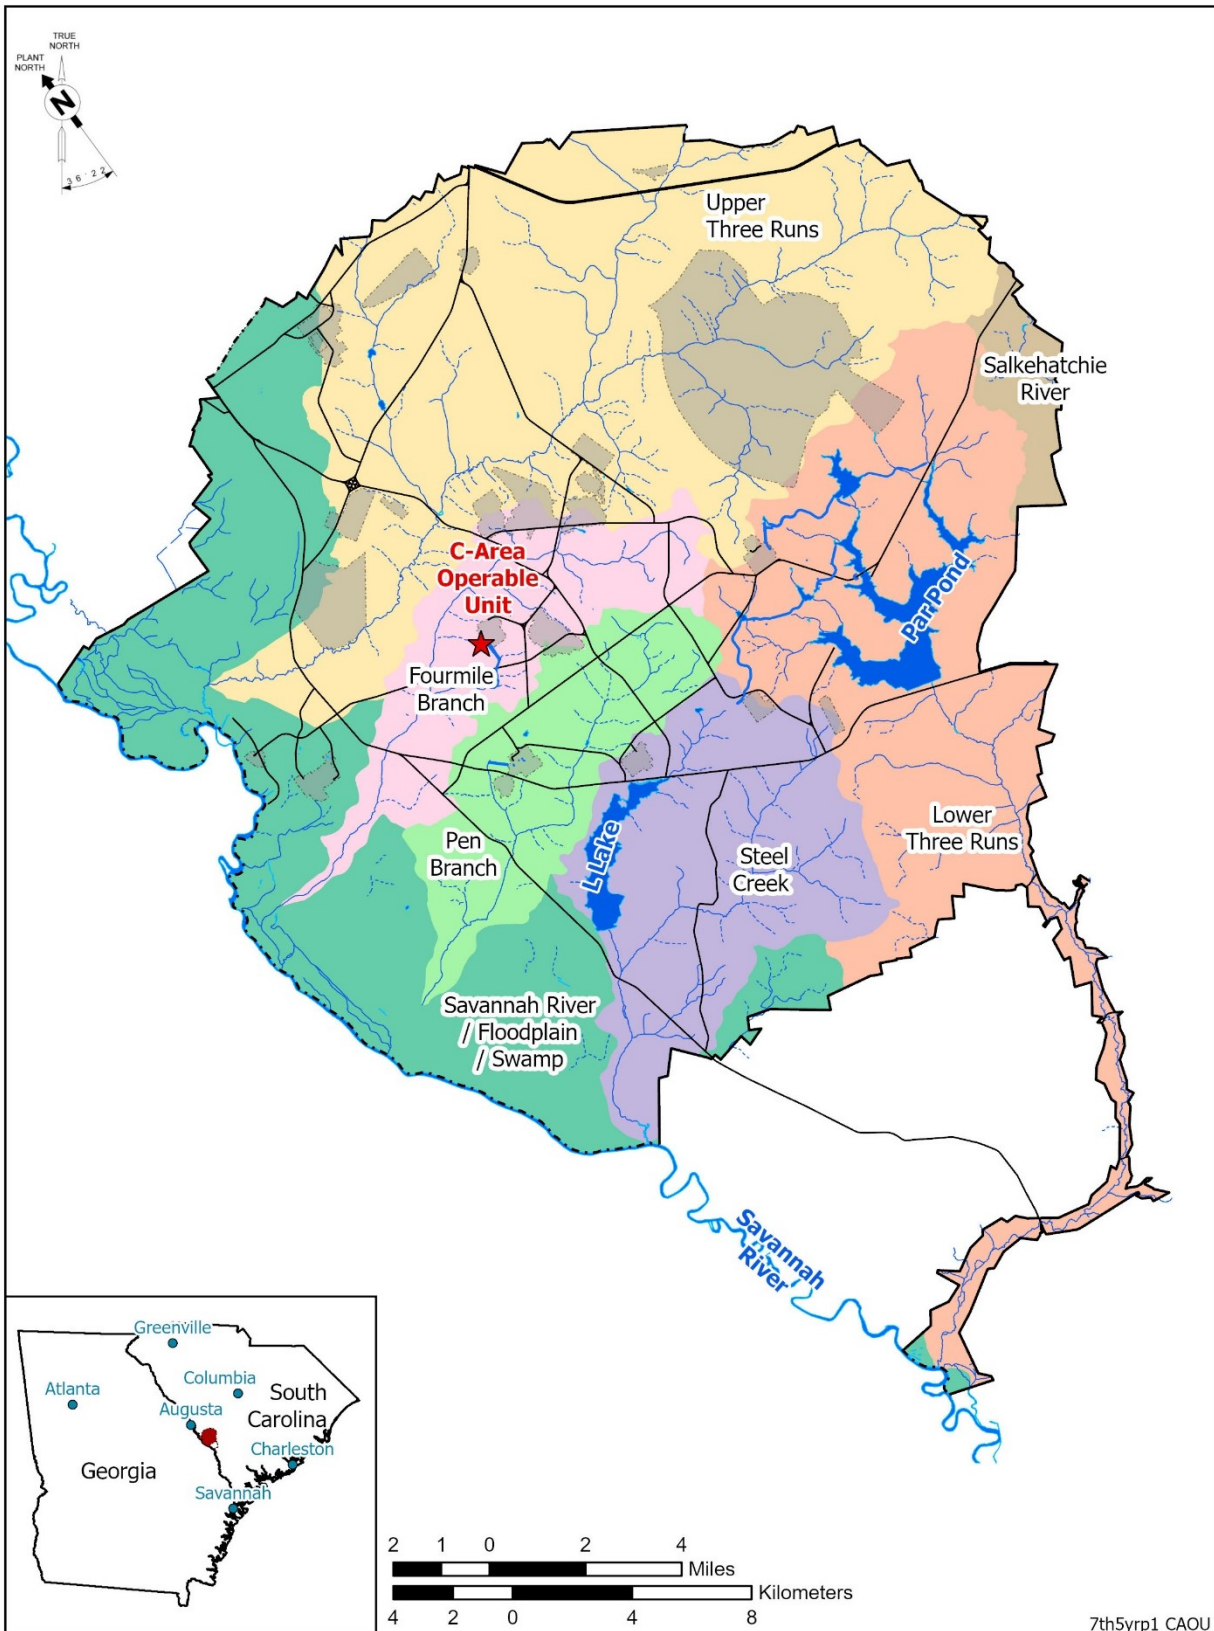 TRUE
NORTH
PLANT
NORTH
N
36·22
Upper
Three Runs
Salkehatchie
River
C-Area
Operable
Unit
Par Pond
Fourmile
Branch
Lower
Three Runs
Pen
Branch
L Lake
Steel
Creek
Savannah River
/ Floodplain
/ Swamp
Savannah
River
Greenville
Columbia
South
Carolina
Atlanta
Augusta
Charleston
Georgia
Savannah
2 1 0 2 4
Miles
Kilometers
4 2 0 4 8
7th5yrp1 CAOU